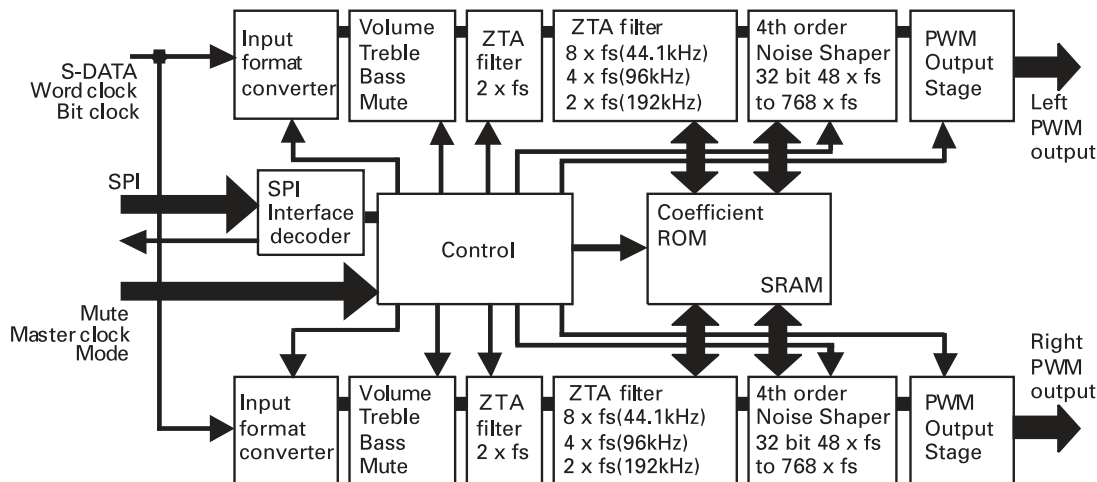 S-DATA
Word clock
Bit clock
Input
format
converter
Volume
Treble
Bass
Mute
ZTA
filter
2 x fs
ZTA filter
8 x fs(44.1kHz)
4 x fs(96kHz)
2 x fs(192kHz)
4th order
Noise Shaper
32 bit 48 x fs
to 768 x fs
PWM
Output
Stage
Left
PWM
output
SPI
SPI
Interface
decoder
Control
Coefficient
ROM
SRAM
Mute
Master clock
Mode
Right
PWM
output
Input
format
converter
Volume
Treble
Bass
Mute
ZTA
filter
2 x fs
ZTA filter
8 x fs(44.1kHz)
4 x fs(96kHz)
2 x fs(192kHz)
4th order
Noise Shaper
32 bit 48 x fs
to 768 x fs
PWM
Output
Stage